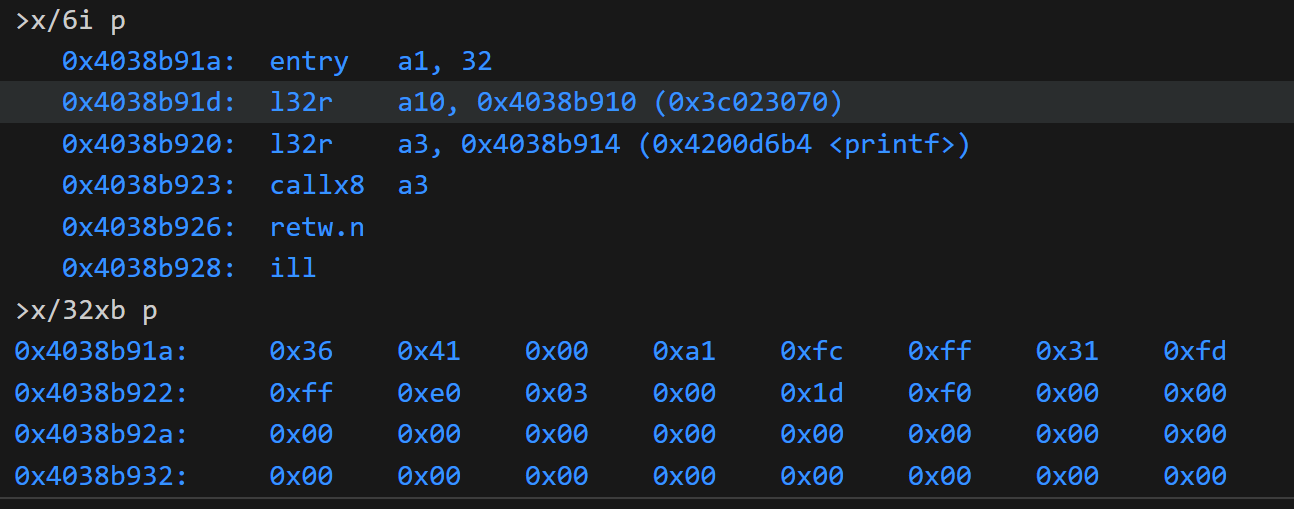 >x/6i p
0x4038b91a: entry a1, 32
0x4038b91d: l32r a10, 0x4038b910 (0x3c023070)
0x4038b920: l32r a3, 0x4038b914 (0x4200d6b4 <printf>)
0x4038b923: callx8 a3
0x4038b926: retw.n
0x4038b928: ill
>x/32xb p
0x4038b91a: 0x36 0x41 0x00 0xa1 0xfc 0xff 0x31 0xfd
0x4038b922: 0xff 0xe0 0x03 0x00 0x1d 0xf0 0x00 0x00
0x4038b92a: 0x00 0x00 0x00 0x00 0x00 0x00 0x00 0x00
0x4038b932: 0x00 0x00 0x00 0x00 0x00 0x00 0x00 0x00